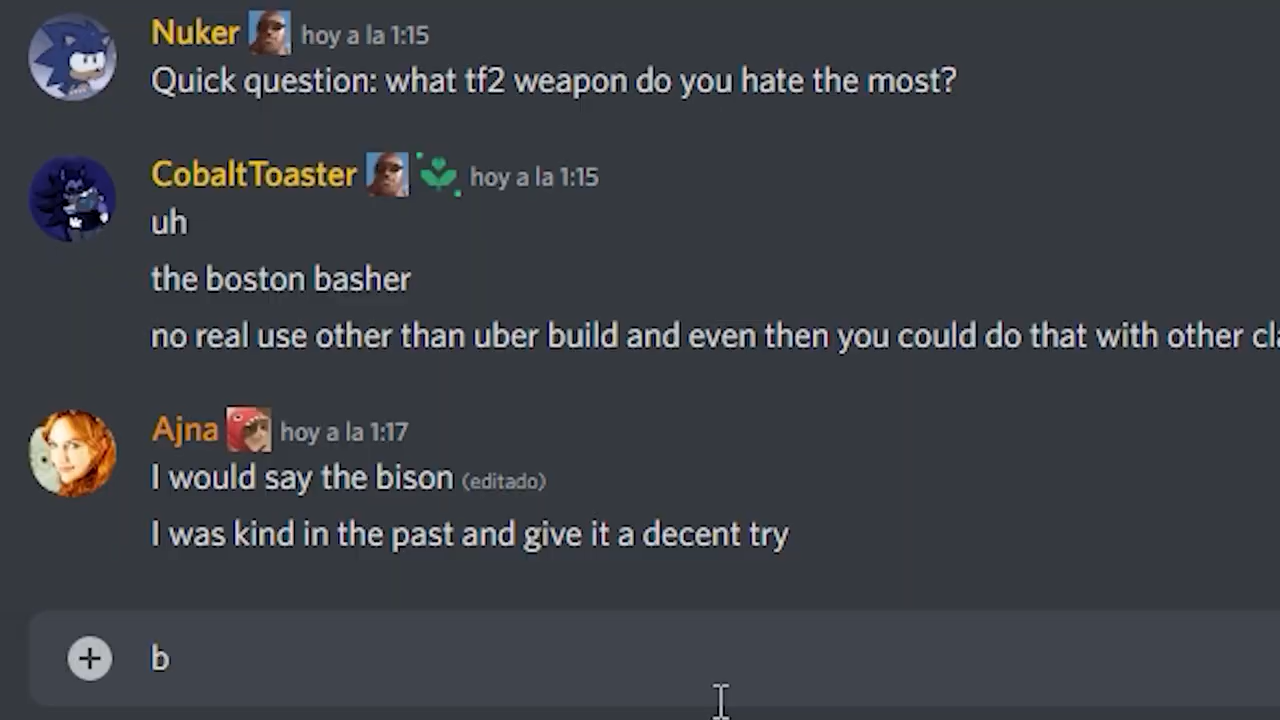 Nuker hoy a la 1:15
Quick question: what tf2 weapon do you hate the most?
CobaltToaster hoy a la 1:15
uh
the boston basher
no real use other than uber build and even then you could do that with other
Ajna hoy a la 1:17
I would say the bison (editado)
I was kind in the past and give it a decent try
b